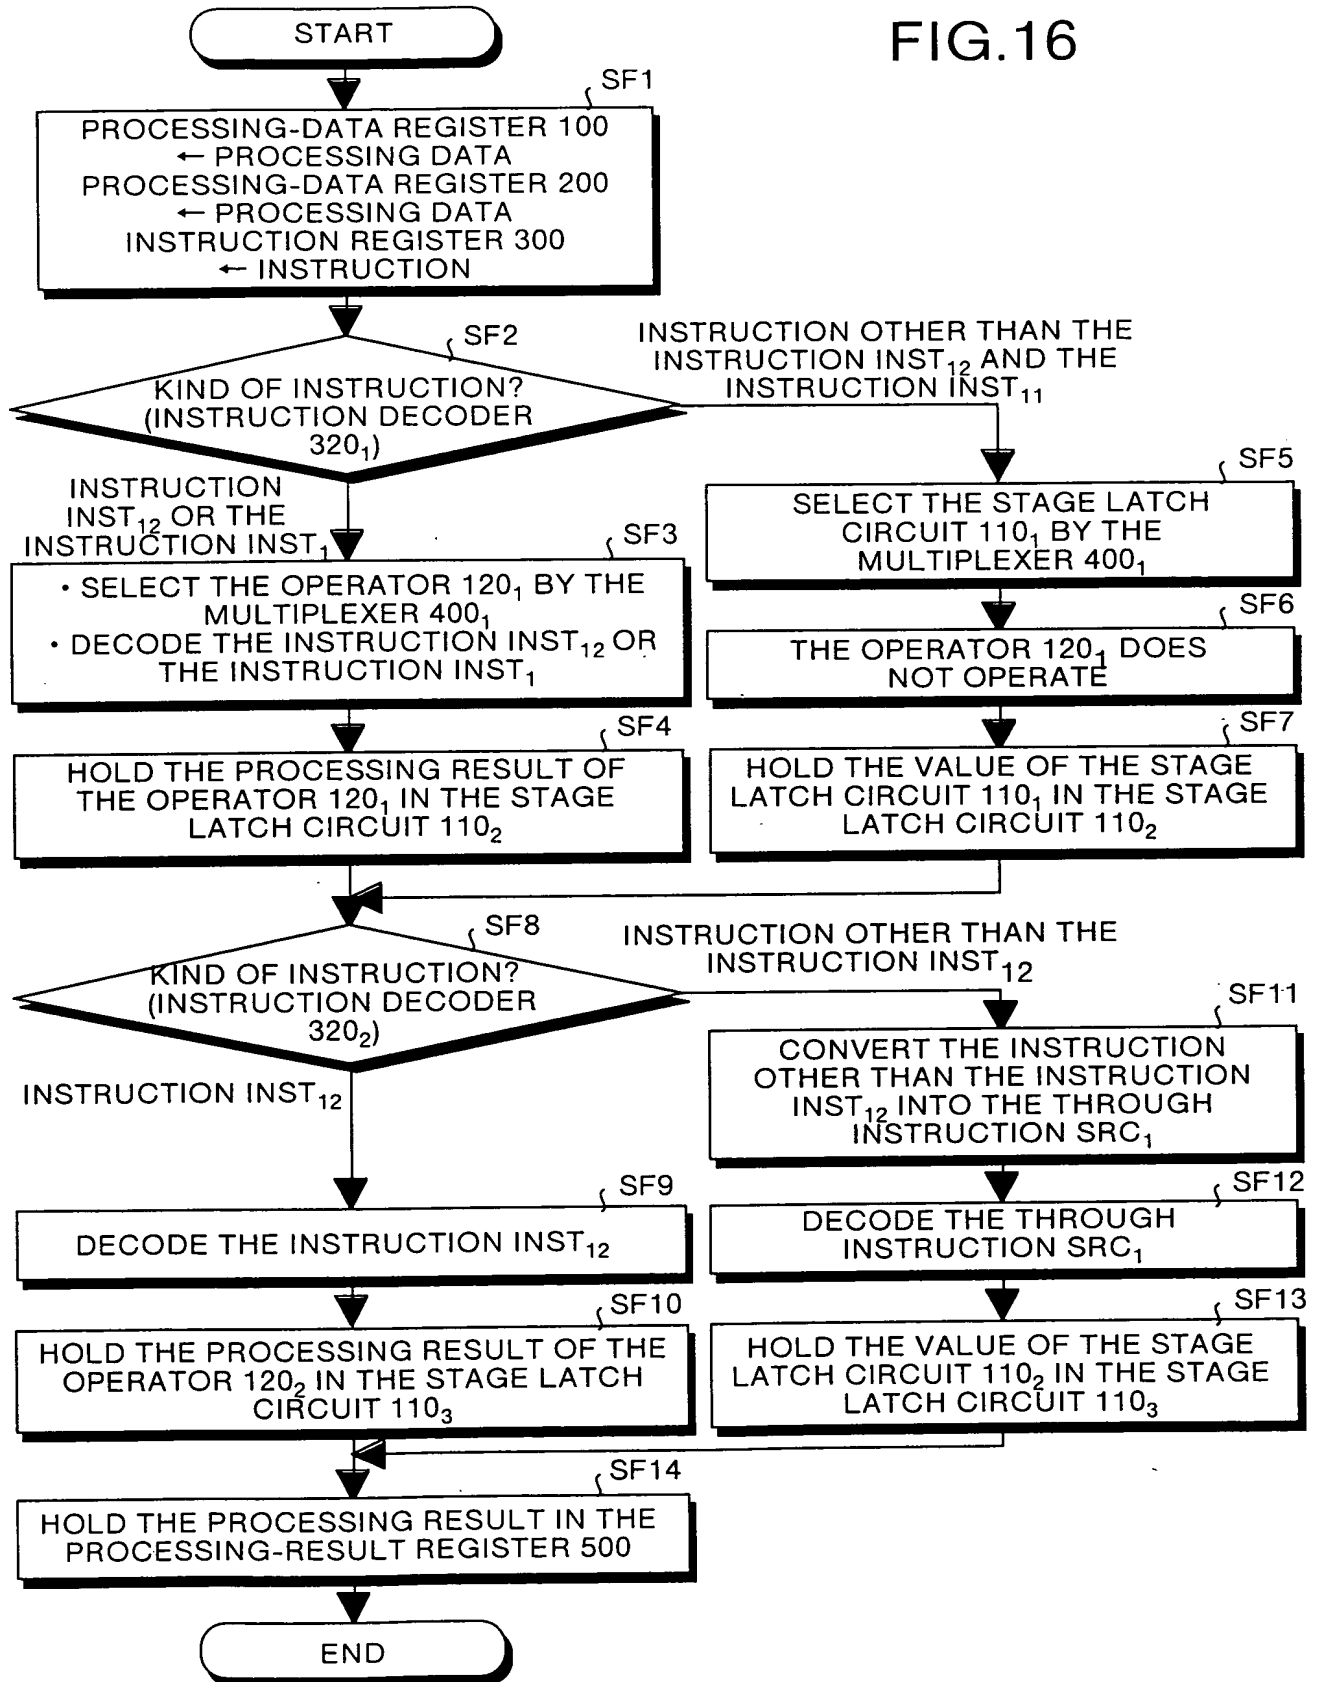 FIG.16
START
SF1
PROCESSING-DATA REGISTER 100
← PROCESSING DATA
PROCESSING-DATA REGISTER 200
← PROCESSING DATA
INSTRUCTION REGISTER 300
← INSTRUCTION
SF2
KIND OF INSTRUCTION?
(INSTRUCTION DECODER
320₁)
INSTRUCTION OTHER THAN THE
INSTRUCTION INST₁₂ AND THE
INSTRUCTION INST₁₁
INSTRUCTION
INST₁₂ OR THE
INSTRUCTION INST₁
SF3
• SELECT THE OPERATOR 120₁ BY THE
MULTIPLEXER 400₁
• DECODE THE INSTRUCTION INST₁₂ OR
THE INSTRUCTION INST₁
SF4
HOLD THE PROCESSING RESULT OF
THE OPERATOR 120₁ IN THE STAGE
LATCH CIRCUIT 110₂
SF5
SELECT THE STAGE LATCH
CIRCUIT 110₁ BY THE
MULTIPLEXER 400₁
SF6
THE OPERATOR 120₁ DOES
NOT OPERATE
SF7
HOLD THE VALUE OF THE STAGE
LATCH CIRCUIT 110₁ IN THE STAGE
LATCH CIRCUIT 110₂
SF8
KIND OF INSTRUCTION?
(INSTRUCTION DECODER
320₂)
INSTRUCTION OTHER THAN THE
INSTRUCTION INST₁₂
INSTRUCTION INST₁₂
SF9
DECODE THE INSTRUCTION INST₁₂
SF10
HOLD THE PROCESSING RESULT OF THE
OPERATOR 120₂ IN THE STAGE LATCH
CIRCUIT 110₃
SF11
CONVERT THE INSTRUCTION
OTHER THAN THE INSTRUCTION
INST₁₂ INTO THE THROUGH
INSTRUCTION SRC₁
SF12
DECODE THE THROUGH
INSTRUCTION SRC₁
SF13
HOLD THE VALUE OF THE STAGE
LATCH CIRCUIT 110₂ IN THE STAGE
LATCH CIRCUIT 110₃
SF14
HOLD THE PROCESSING RESULT IN THE
PROCESSING-RESULT REGISTER 500
END